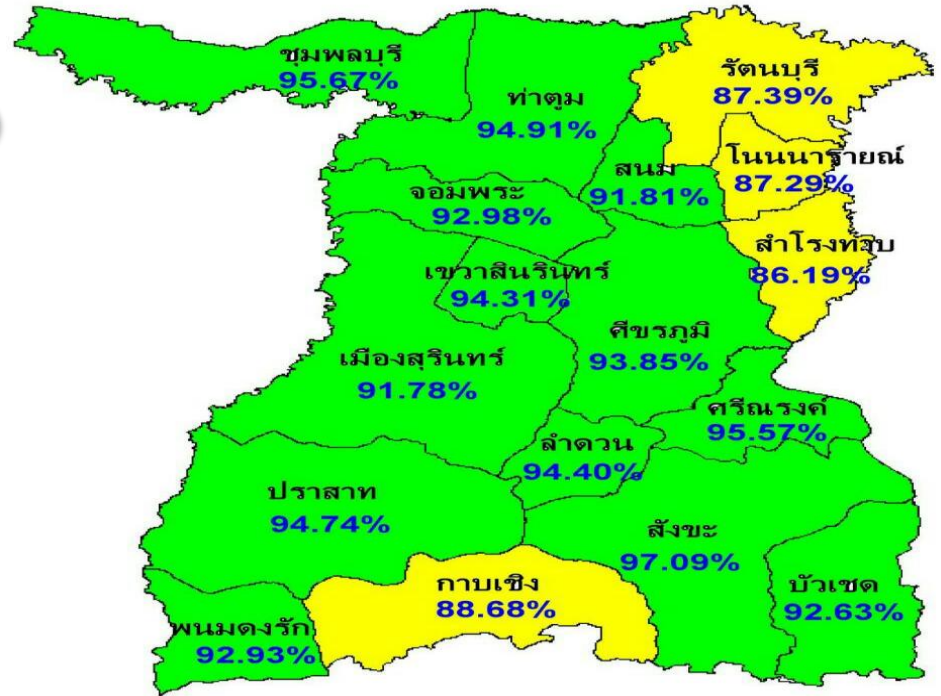 ชุมพลบุรี
95.67%
ท่าตูม
94.91%
รัตนบุรี
87.39%
สนม
91.81%
โนนนารายณ์
87.29%
จอมพระ
92.98%
สำโรงทาบ
86.19%
เขวาสินรินทร์
94.31%
ศีขรภูมิ
93.85%
เมืองสุรินทร์
91.78%
ศรีณรงค์
95.57%
ลำดวน
94.40%
ปราสาท
94.74%
สังขะ
97.09%
กาบเชิง
88.68%
บัวเชด
92.63%
พนมดงรัก
92.93%